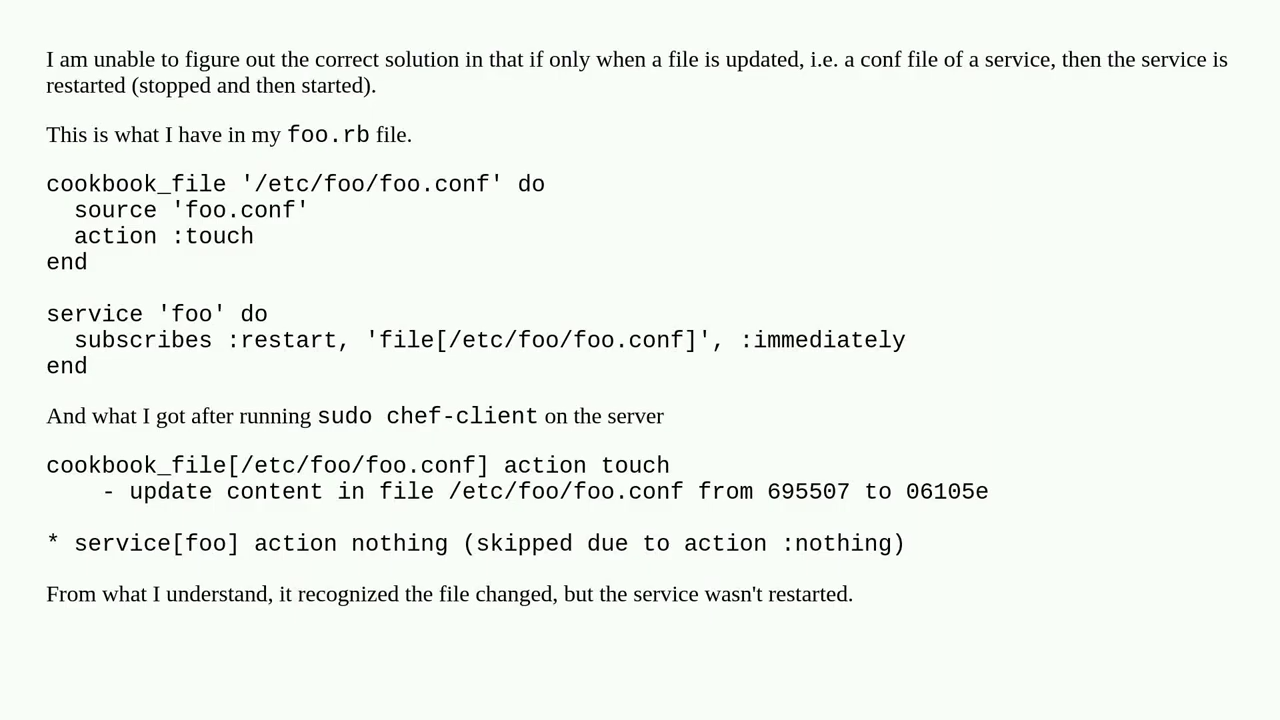 I am unable to figure out the correct solution in that if only when a file is updated, i.e. a conf file of a service, then the service is
restarted (stopped and then started).
This is what I have in my foo.rb file.
cookbook_file '/etc/foo/foo.conf' do
  source 'foo.conf'
  action :touch
end
service 'foo' do
  subscribes :restart, 'file[/etc/foo/foo.conf]', :immediately
end
And what I got after running sudo chef-client on the server
cookbook_file[/etc/foo/foo.conf] action touch
    - update content in file /etc/foo/foo.conf from 695507 to 06105e
* service[foo] action nothing (skipped due to action :nothing)
From what I understand, it recognized the file changed, but the service wasn't restarted.